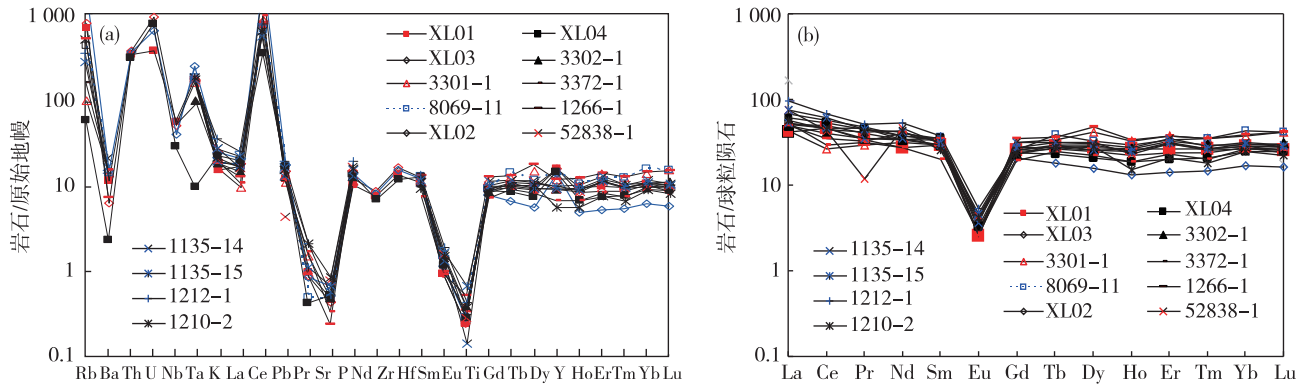 1 000
100
10
1
0.1
岩石/原始地幔
(a)
XL01
XL03
3301-1
8069-11
XL02
XL04
3302-1
3372-1
1266-1
52838-1
1135-14
1135-15
1212-1
1210-2
Rb Ba Th U Nb Ta K La Ce Pb Pr Sr P Nd Zr Hf Sm Eu Ti Gd Tb Dy Y Ho Er Tm Yb Lu
1 000
100
10
1
0.1
岩石/球粒陨石
(b)
1135-14
1135-15
1212-1
1210-2
XL01
XL03
3301-1
8069-11
XL02
XL04
3302-1
3372-1
1266-1
52838-1
La Ce Pr Nd Sm Eu Gd Tb Dy Ho Er Tm Yb Lu